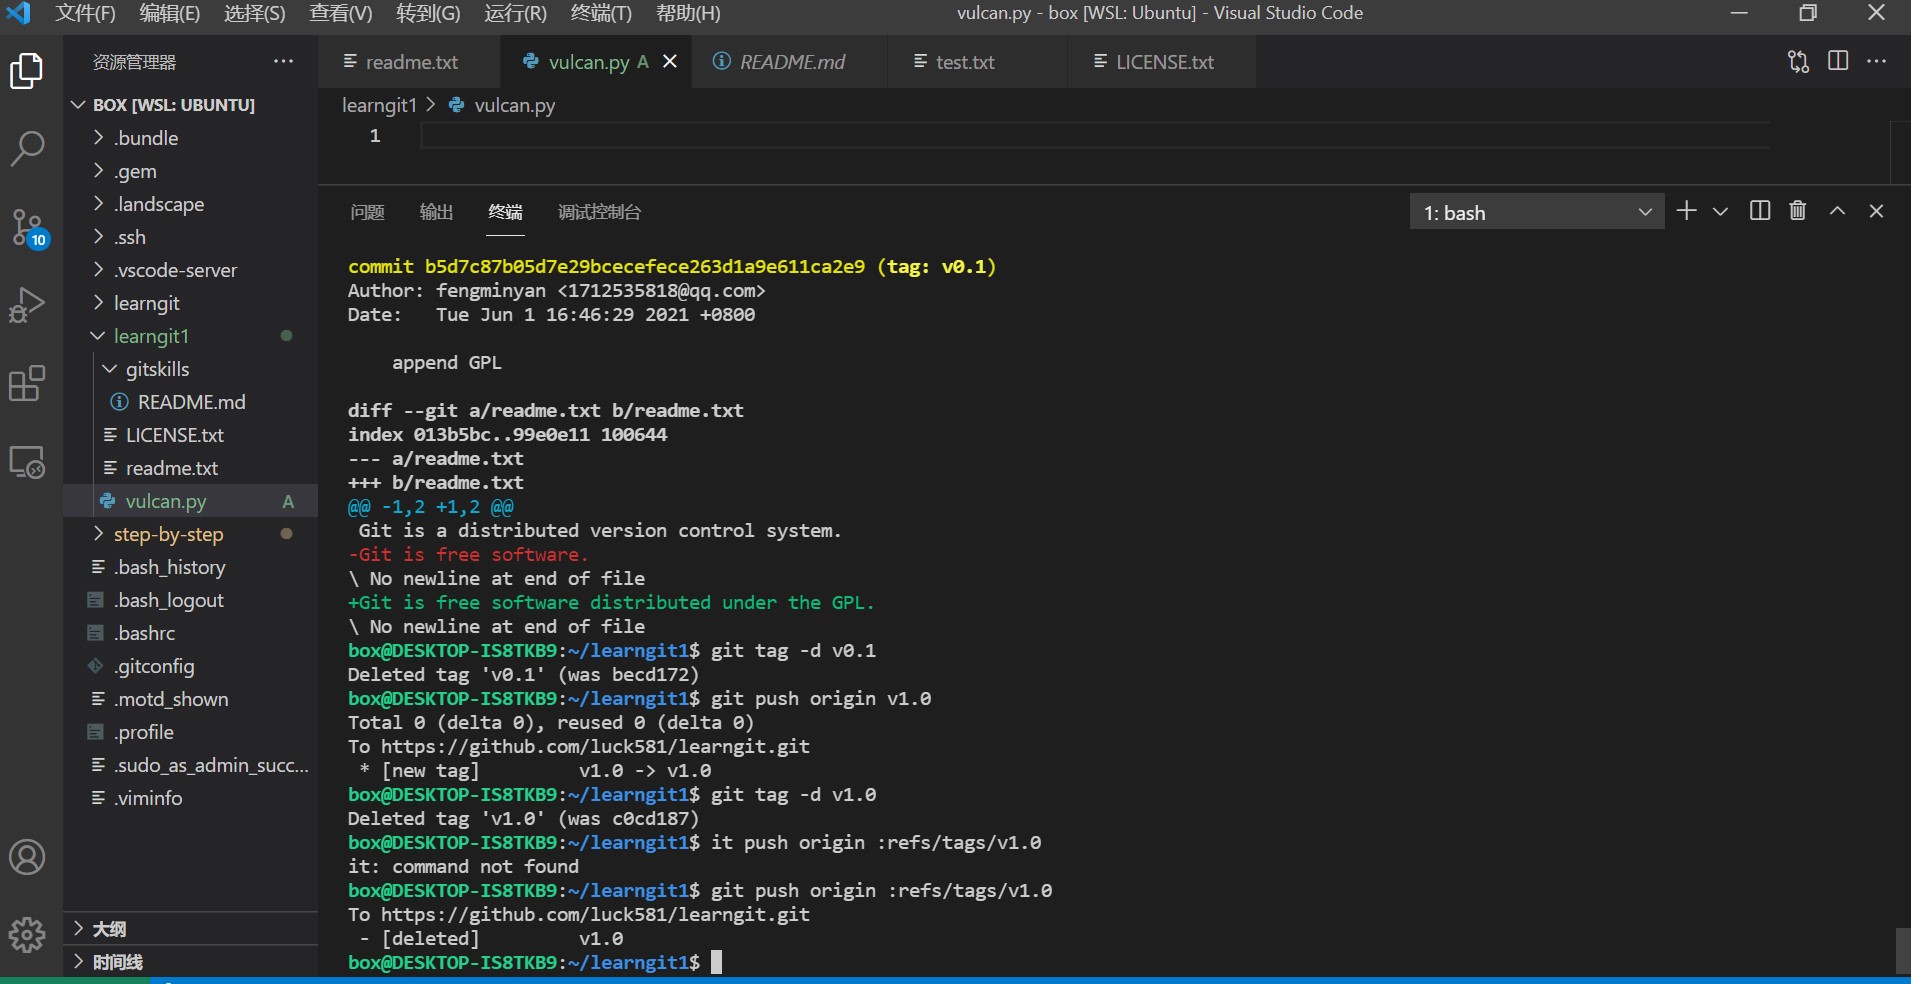 文件(F) 编辑(E) 选择(S) 查看(V) 转到(G) 运行(R) 终端(T) 帮助(H) vulcan.py - box [WSL: Ubuntu] - Visual Studio Code
资源管理器
readme.txt vulcan.py A README.md test.txt LICENSE.txt
learngit1 > vulcan.py
1
BOX [WSL: UBUNTU]
.bundle
.gem
.landscape
.ssh
.vscode-server
learngit
learngit1
gitskills
README.md
LICENSE.txt
readme.txt
vulcan.py A
step-by-step
.bash_history
.bash_logout
.bashrc
.gitconfig
.motd_shown
.profile
.sudo_as_admin_succ...
.viminfo
大纲
时间线
10
问题 输出 终端 调试控制台 1: bash
commit b5d7c87b05d7e29bcecefece263d1a9e611ca2e9 (tag: v0.1)
Author: fengminyan <1712535818@qq.com>
Date:   Tue Jun 1 16:46:29 2021 +0800
append GPL
diff --git a/readme.txt b/readme.txt
index 013b5bc..99e0e11 100644
--- a/readme.txt
+++ b/readme.txt
@@ -1,2 +1,2 @@
Git is a distributed version control system.
-Git is free software.
\ No newline at end of file
+Git is free software distributed under the GPL.
\ No newline at end of file
box@DESKTOP-IS8TKB9:~/learngit1$ git tag -d v0.1
Deleted tag 'v0.1' (was becd172)
box@DESKTOP-IS8TKB9:~/learngit1$ git push origin v1.0
Total 0 (delta 0), reused 0 (delta 0)
To https://github.com/luck581/learngit.git
* [new tag]         v1.0 -> v1.0
box@DESKTOP-IS8TKB9:~/learngit1$ git tag -d v1.0
Deleted tag 'v1.0' (was c0cd187)
box@DESKTOP-IS8TKB9:~/learngit1$ it push origin :refs/tags/v1.0
it: command not found
box@DESKTOP-IS8TKB9:~/learngit1$ git push origin :refs/tags/v1.0
To https://github.com/luck581/learngit.git
- [deleted]         v1.0
box@DESKTOP-IS8TKB9:~/learngit1$